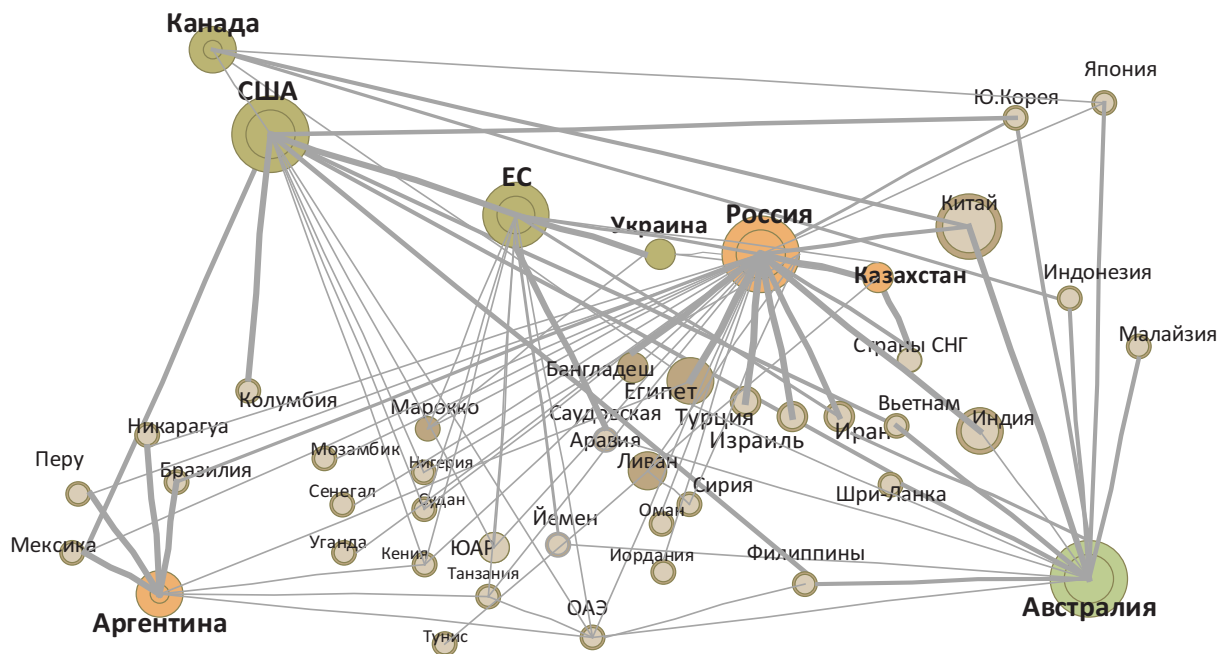 Канада
Япония
США
Ю.Корея
ЕС
Китай
Украина
Россия
Казахстан
Индонезия
Малайзия
Страны СНГ
Бангладеш
Египет
Колумбия
Марокко
Саудовская
Аравия
Турция
Израиль
Иран
Вьетнам
Индия
Никарагуа
Мозамбик
Нигерия
Ливан
Перу
Бразилия
Сенегал
Судан
Оман
Сирия
Шри-Ланка
Мексика
Уганда
Кения
ЮАР
Йемен
Иордания
Филиппины
Танзания
ОАЭ
Аргентина
Тунис
Австралия